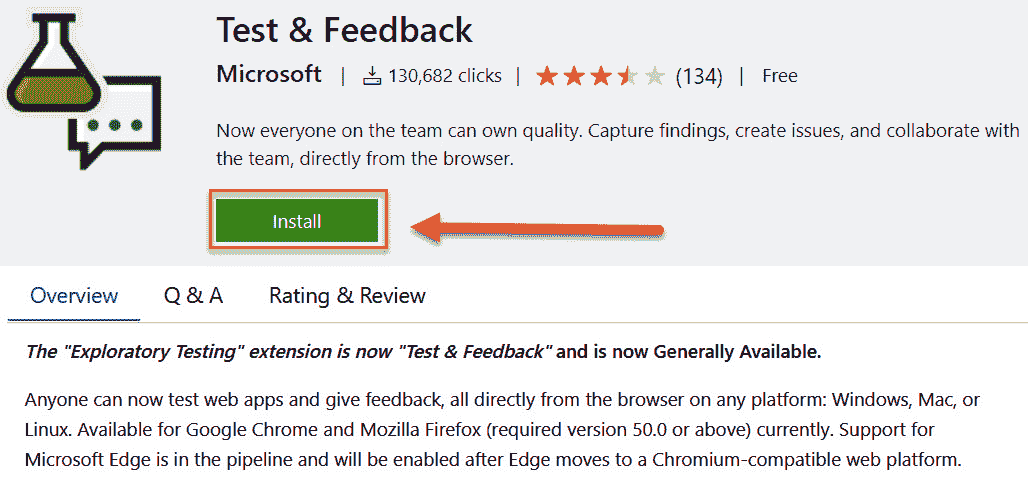 Test & Feedback
Microsoft | 130,682 clicks | (134) | Free
Now everyone on the team can own quality. Capture findings, create issues, and collaborate with
the team, directly from the browser.
Install
Overview Q & A Rating & Review
The "Exploratory Testing" extension is now "Test & Feedback" and is now Generally Available.
Anyone can now test web apps and give feedback, all directly from the browser on any platform: Windows, Mac, or
Linux. Available for Google Chrome and Mozilla Firefox (required version 50.0 or above) currently. Support for
Microsoft Edge is in the pipeline and will be enabled after Edge moves to a Chromium-compatible web platform.